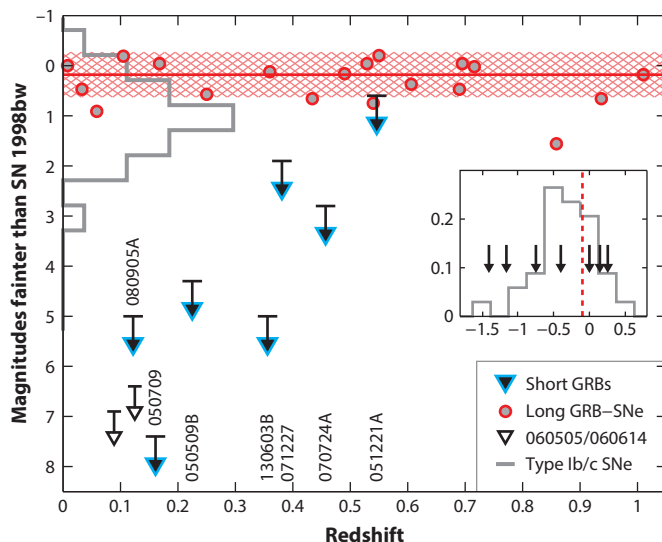 Magnitudes fainter than SN 1998bw
−1
0
1
2
3
4
5
6
7
8
080905A
050709
050509B
130603B
071227
070724A
051221A
0.2
0.1
0
−1.5
−1
−0.5
0
0.5
Short GRBs
Long GRB−SNe
060505/060614
Type Ib/c SNe
0 0.1 0.2 0.3 0.4 0.5 0.6 0.7 0.8 0.9 1
Redshift